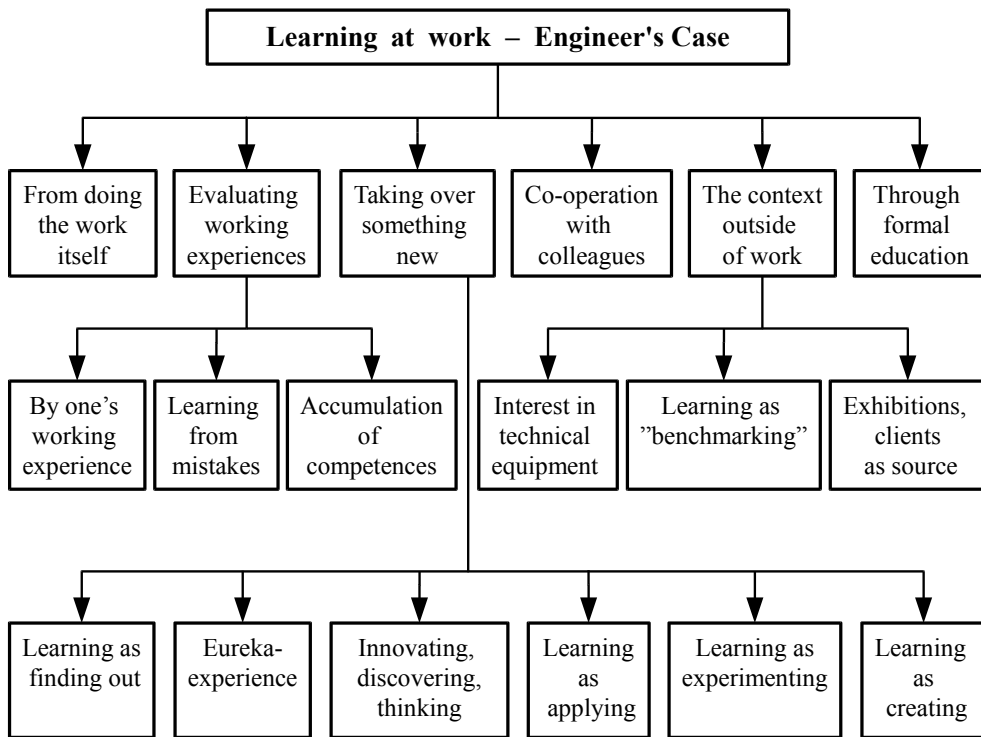 Learning at work – Engineer's Case
From doing
the work
itself
Evaluating
working
experiences
Taking over
something
new
Co-operation
with
colleagues
The context
outside
of work
Through
formal
education
By one’s
working
experience
Learning
from
mistakes
Accumulation
of
competences
Interest in
technical
equipment
Learning as
”benchmarking”
Exhibitions,
clients
as source
Learning as
finding out
Eureka-
experience
Innovating,
discovering,
thinking
Learning
as
applying
Learning as
experimenting
Learning
as
creating